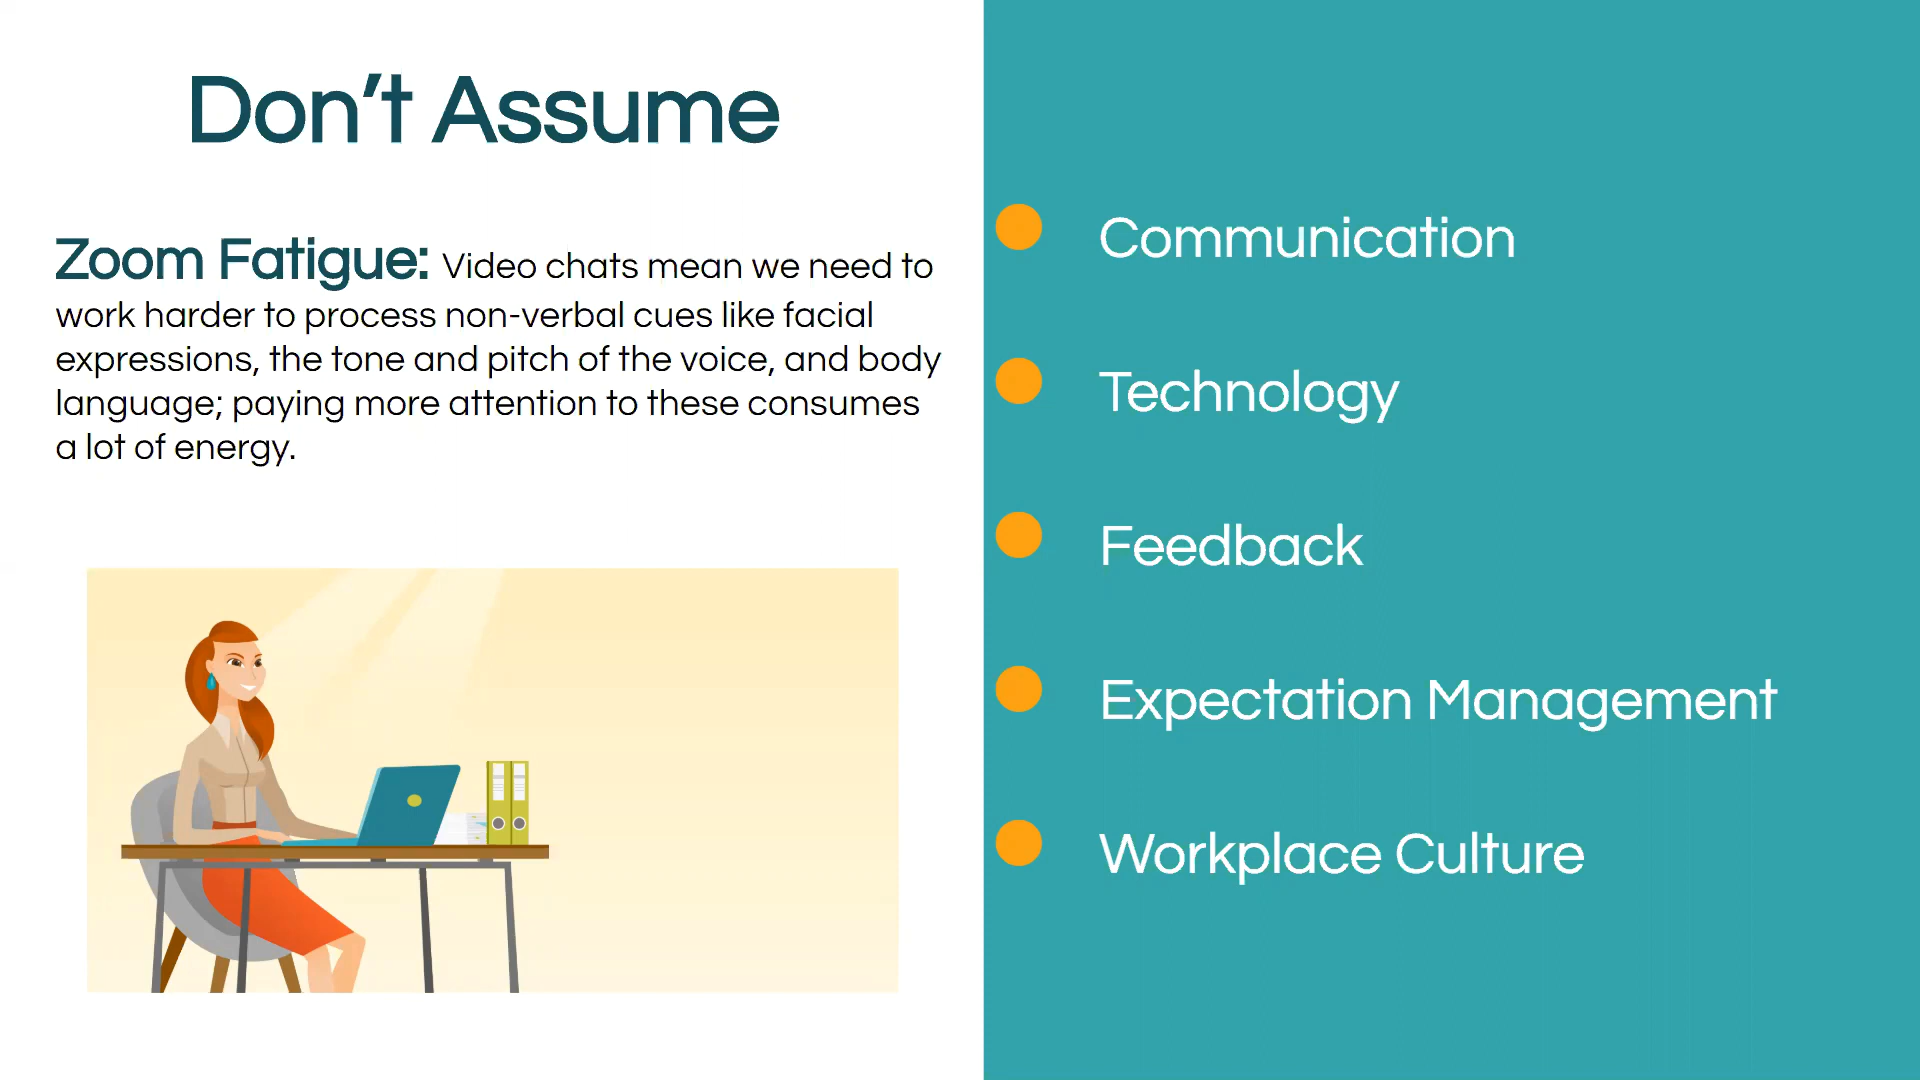 Don’t Assume
Zoom Fatigue: Video chats mean we need to
work harder to process non-verbal cues like facial
expressions, the tone and pitch of the voice, and body
language; paying more attention to these consumes
a lot of energy.
Communication
Technology
Feedback
Expectation Management
Workplace Culture